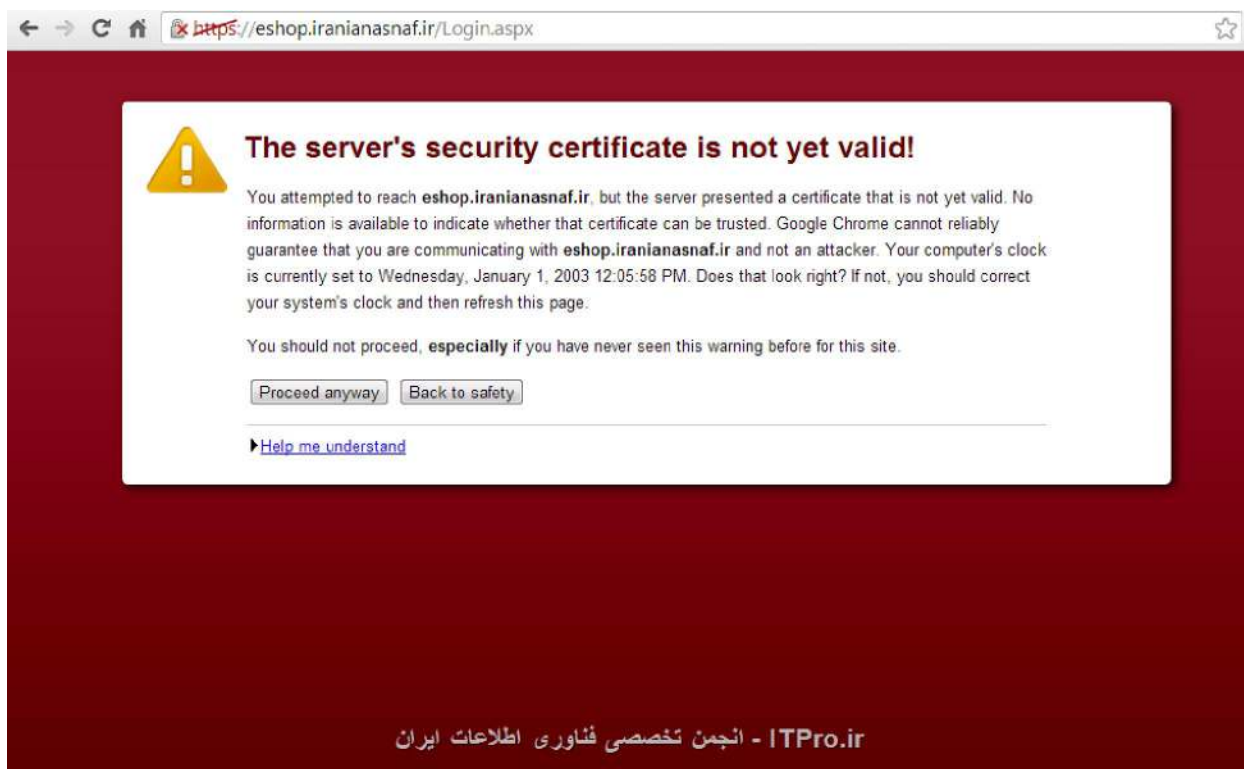 https://eshop.iranianasnaf.ir/Login.aspx
The server's security certificate is not yet valid!
You attempted to reach eshop.iranianasnaf.ir, but the server presented a certificate that is not yet valid. No
information is available to indicate whether that certificate can be trusted. Google Chrome cannot reliably
guarantee that you are communicating with eshop.iranianasnaf.ir and not an attacker. Your computer's clock
is currently set to Wednesday, January 1, 2003 12:05:58 PM. Does that look right? If not, you should correct
your system's clock and then refresh this page.
You should not proceed, especially if you have never seen this warning before for this site.
Proceed anyway Back to safety
Help me understand
ITPro.ir - انجمن تخصصی فناوری اطلاعات ایران